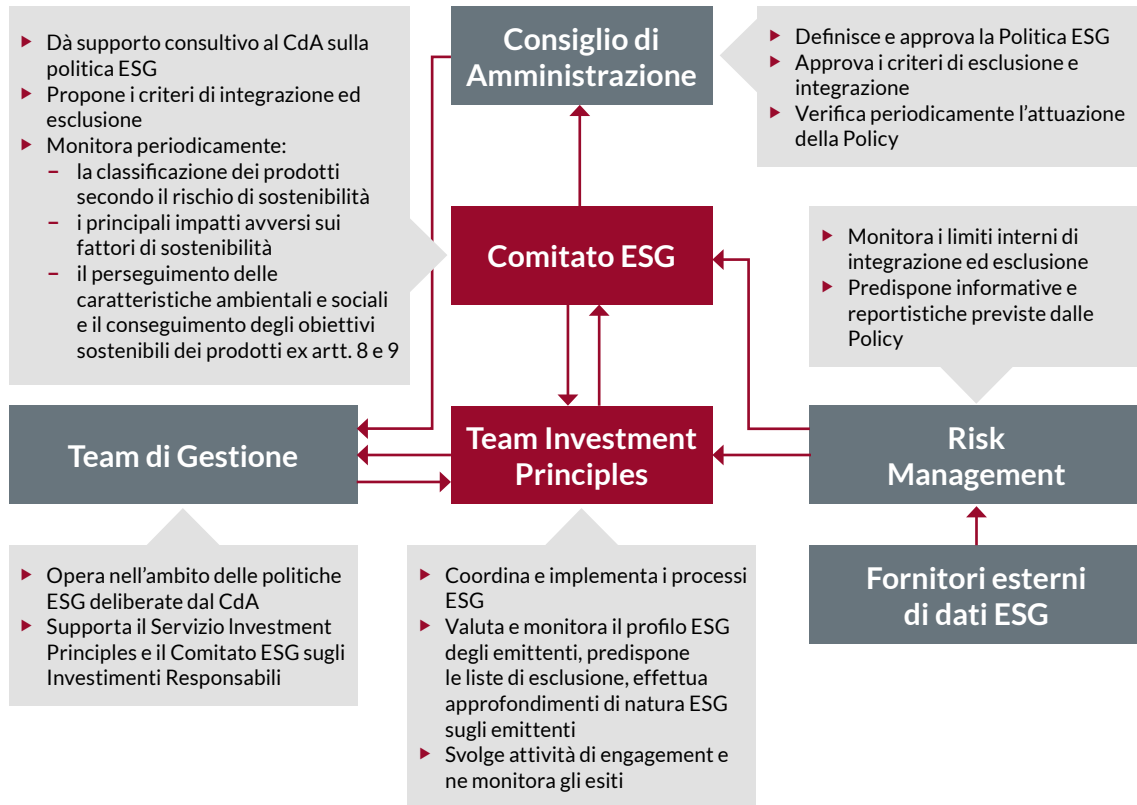 ▶ Dà supporto consultivo al CdA sulla
politica ESG
▶ Propone i criteri di integrazione ed
esclusione
▶ Monitora periodicamente:
– la classificazione dei prodotti
secondo il rischio di sostenibilità
– i principali impatti avversi sui
fattori di sostenibilità
– il perseguimento delle
caratteristiche ambientali e sociali
e il conseguimento degli obiettivi
sostenibili dei prodotti ex artt. 8 e 9
Consiglio di
Amministrazione
▶ Definisce e approva la Politica ESG
▶ Approva i criteri di esclusione e
integrazione
▶ Verifica periodicamente l'attuazione
della Policy
Comitato ESG
▶ Monitora i limiti interni di
integrazione ed esclusione
▶ Predispone informative e
reportistiche previste dalle
Policy
Team di Gestione
Team Investment
Principles
Risk
Management
▶ Opera nell'ambito delle politiche
ESG deliberate dal CdA
▶ Supporta il Servizio Investment
Principles e il Comitato ESG sugli
Investimenti Responsabili
▶ Coordina e implementa i processi
ESG
▶ Valuta e monitora il profilo ESG
degli emittenti, predispone
le liste di esclusione, effettua
approfondimenti di natura ESG
sugli emittenti
▶ Svolge attività di engagement e
ne monitora gli esiti
Fornitori esterni
di dati ESG